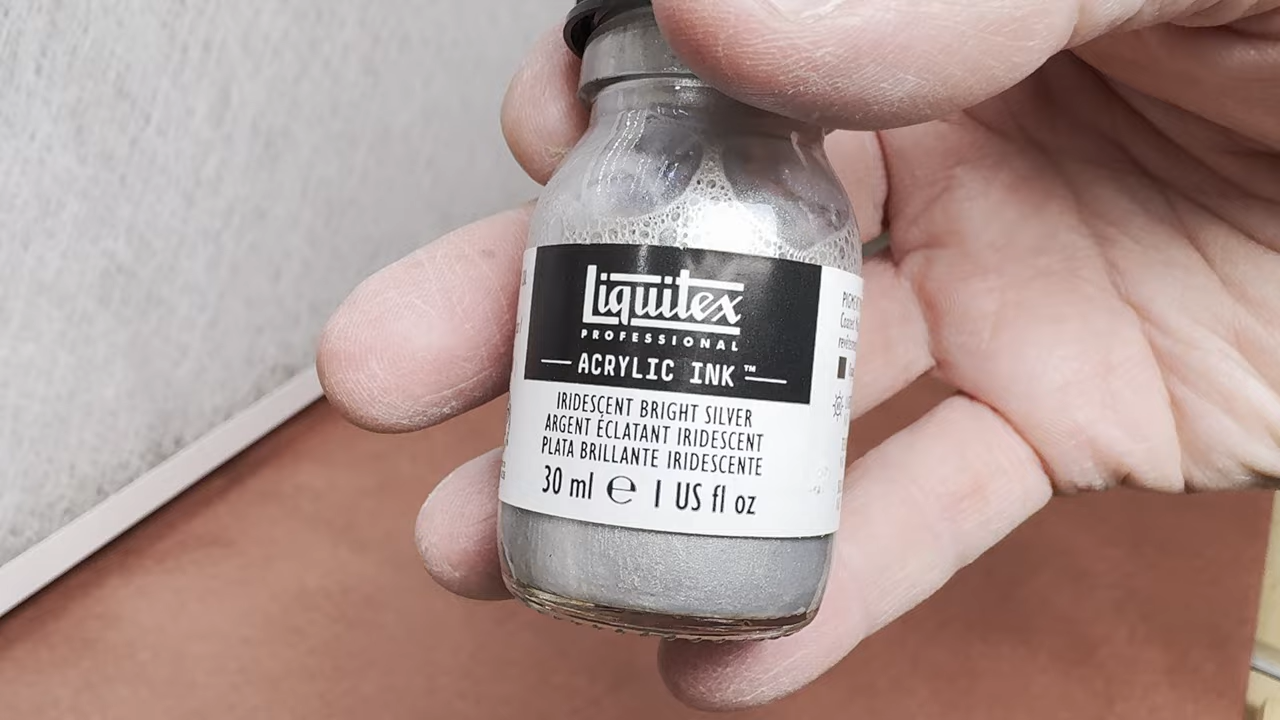 Liquitex
PROFESSIONAL
ACRYLIC INK™
IRIDESCENT BRIGHT SILVER
ARGENT ÉCLATANT IRIDESCENT
PLATA BRILLANTE IRIDESCENTE
30 ml ℮ 1 US fl oz